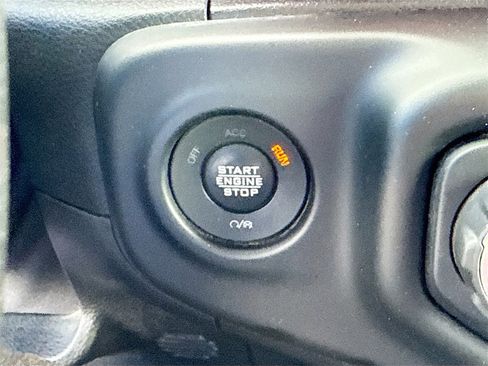 OFF
ACC
RUN
START
ENGINE
STOP